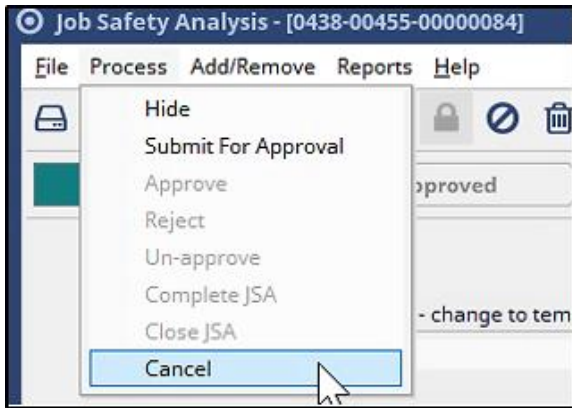 Job Safety Analysis - [0438-00455-00000084]
File Process Add/Remove Reports Help
Hide
Submit For Approval
Approve
Reject
Un-approve
Complete JSA
Close JSA
Cancel
- change to tem